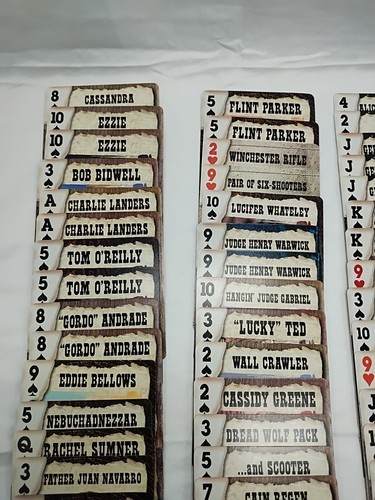 8 CASSANDRA
10 EZZIE
10 EZZIE
3 BOB BIDWELL
A CHARLIE LANDERS
A CHARLIE LANDERS
5 TOM O'REILLY
5 TOM O'REILLY
8 "GORDO" ANDRADE
8 "GORDO" ANDRADE
9 EDDIE BELLOWS
5 NEBUCHADNEZZAR
Q RACHEL SUMNER
3 FATHER JUAN NAVARRO
5 FLINT PARKER
5 FLINT PARKER
2 WINCHESTER RIFLE
9 PAIR OF SIX-SHOOTERS
10 LUCIFER WHATELEY
9 JUDGE HENRY WARWICK
9 JUDGE HENRY WARWICK
10 HANGIN' JUDGE GABRIEL
3 "LUCKY" TED
2 WALL CRAWLER
2 CASSIDY GREENE
3 DREAD WOLF PACK
5 ...and SCOOTER
7
4
2
J
J
J
K
K
9
3
10
9
J